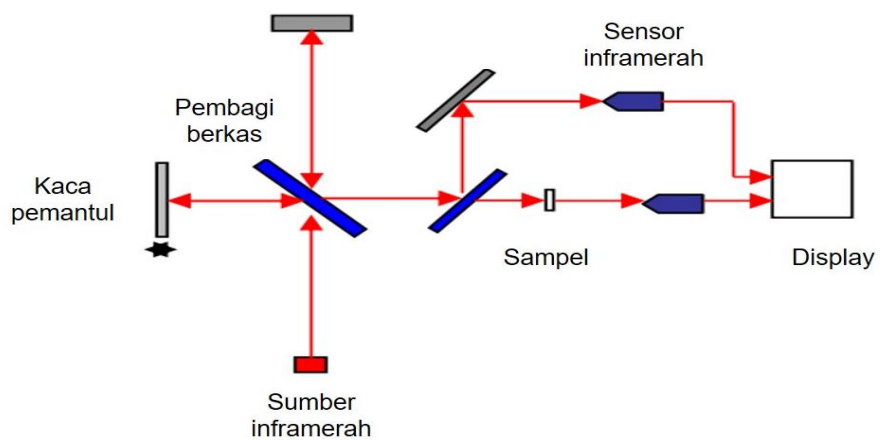 Sensor
inframerah
Pembagi
berkas
Kaca
pemantul
Sampel
Display
Sumber
inframerah